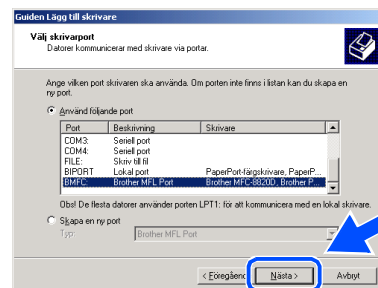 Guiden Lägg till skrivare
Välj skrivarport
Datorer kommunicerar med skrivare via portar.
Ange vilken port skrivaren ska använda. Om porten inte finns i listan kan du skapa en
ny port.
Använd följande port
Port Beskrivning Skrivare
COM3: Seriell port
COM4: Seriell port
FILE: Skriv till fil
BIPORT Lokal port PaperPort-färgskrivare, PaperP...
BMFC: Brother MFL Port Brother MFC-8820D, Brother P...
Obs! De flesta datorer använder porten LPT1: för att kommunicera med en lokal skrivare.
Skapa en ny port
Typ: Brother MFL Port
< Föregående Nästa > Avbryt